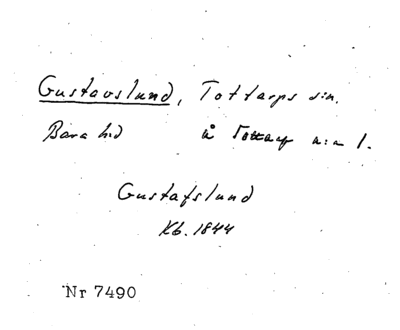 Gustavslund, Tottarps sn.
Bara hd å Tottarp n:a 1.
Gustafslund
Kb. 1844
Nr 7490